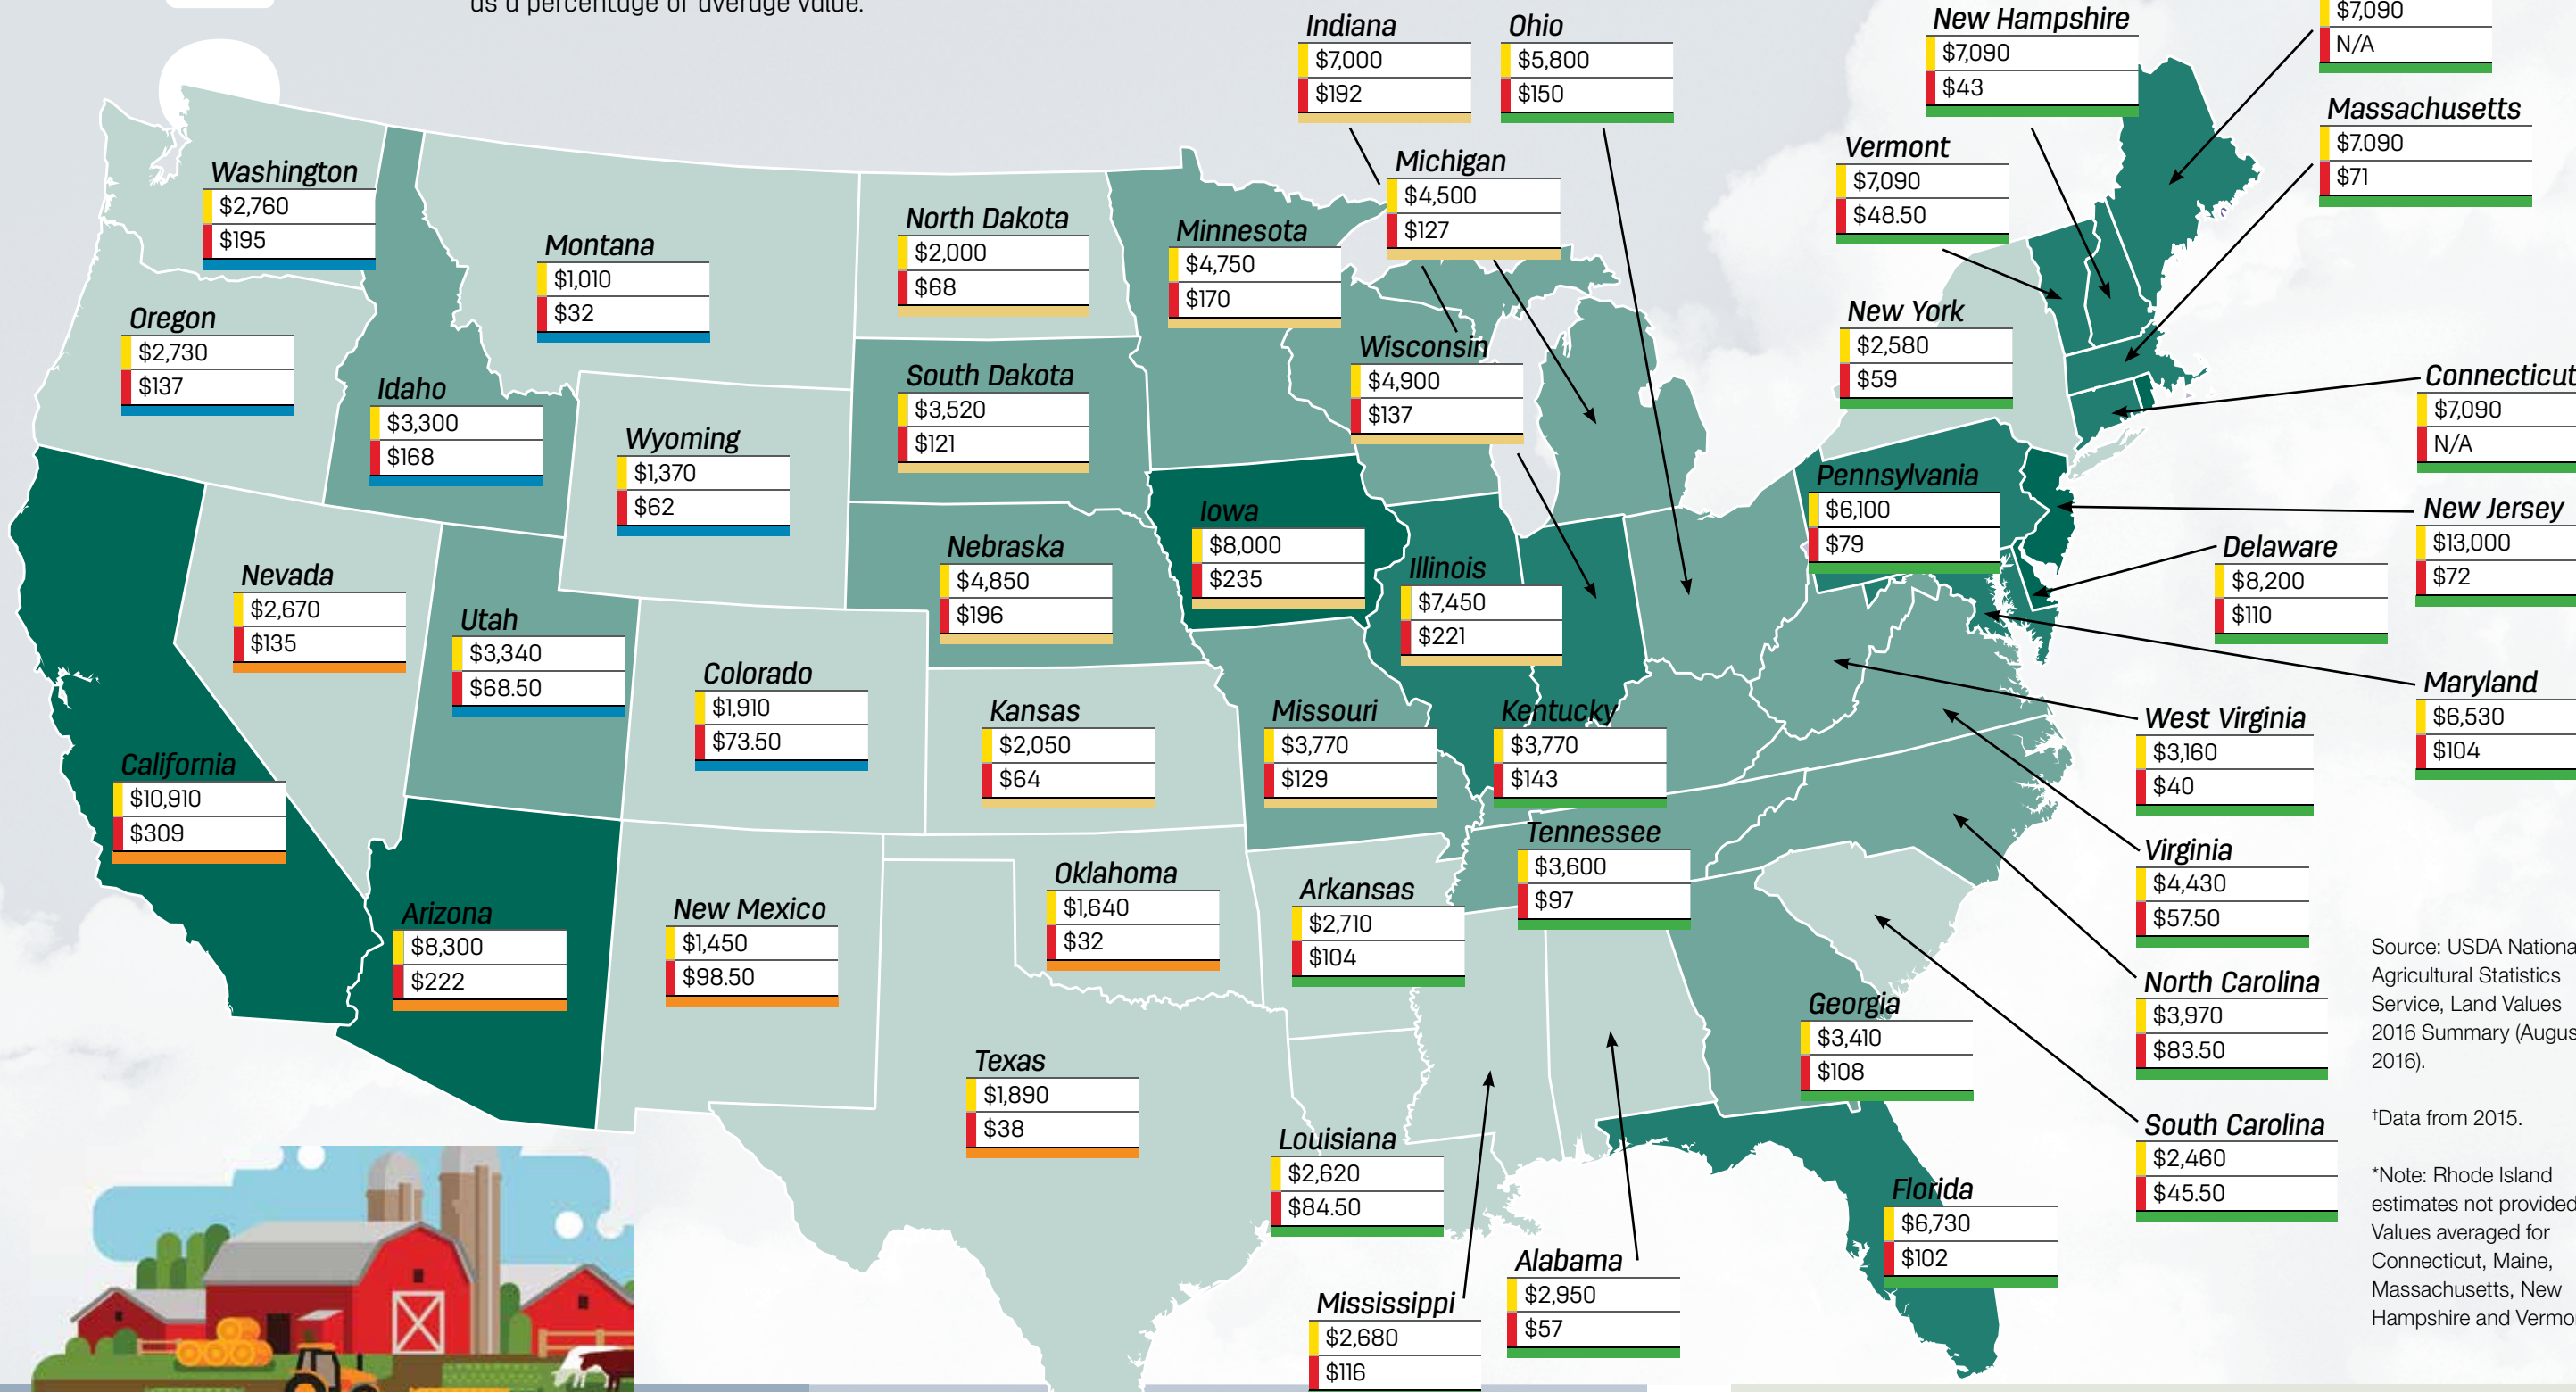 as a percentage of average value.
Indiana
$7,000
$192
Ohio
$5,800
$150
New Hampshire
$7,090
$43
$7,090
N/A
Massachusetts
$7.090
$71
Vermont
$7,090
$48.50
Michigan
$4,500
$127
Washington
$2,760
$195
Montana
$1,010
$32
North Dakota
$2,000
$68
Minnesota
$4,750
$170
Oregon
$2,730
$137
Idaho
$3,300
$168
Wyoming
$1,370
$62
South Dakota
$3,520
$121
Wisconsin
$4,900
$137
New York
$2,580
$59
Connecticut
$7,090
N/A
Pennsylvania
$6,100
$79
New Jersey
$13,000
$72
Delaware
$8,200
$110
Nevada
$2,670
$135
Utah
$3,340
$68.50
Colorado
$1,910
$73.50
Nebraska
$4,850
$196
Iowa
$8,000
$235
Illinois
$7,450
$221
Maryland
$6,530
$104
California
$10,910
$309
Kansas
$2,050
$64
Missouri
$3,770
$129
Kentucky
$3,770
$143
West Virginia
$3,160
$40
Virginia
$4,430
$57.50
Arizona
$8,300
$222
New Mexico
$1,450
$98.50
Oklahoma
$1,640
$32
Arkansas
$2,710
$104
Tennessee
$3,600
$97
North Carolina
$3,970
$83.50
Georgia
$3,410
$108
Texas
$1,890
$38
Louisiana
$2,620
$84.50
South Carolina
$2,460
$45.50
Florida
$6,730
$102
Mississippi
$2,680
$116
Alabama
$2,950
$57
Source: USDA Nationa
Agricultural Statistics
Service, Land Values
2016 Summary (Augus
2016).
†Data from 2015.
*Note: Rhode Island
estimates not provided
Values averaged for
Connecticut, Maine,
Massachusetts, New
Hampshire and Vermo